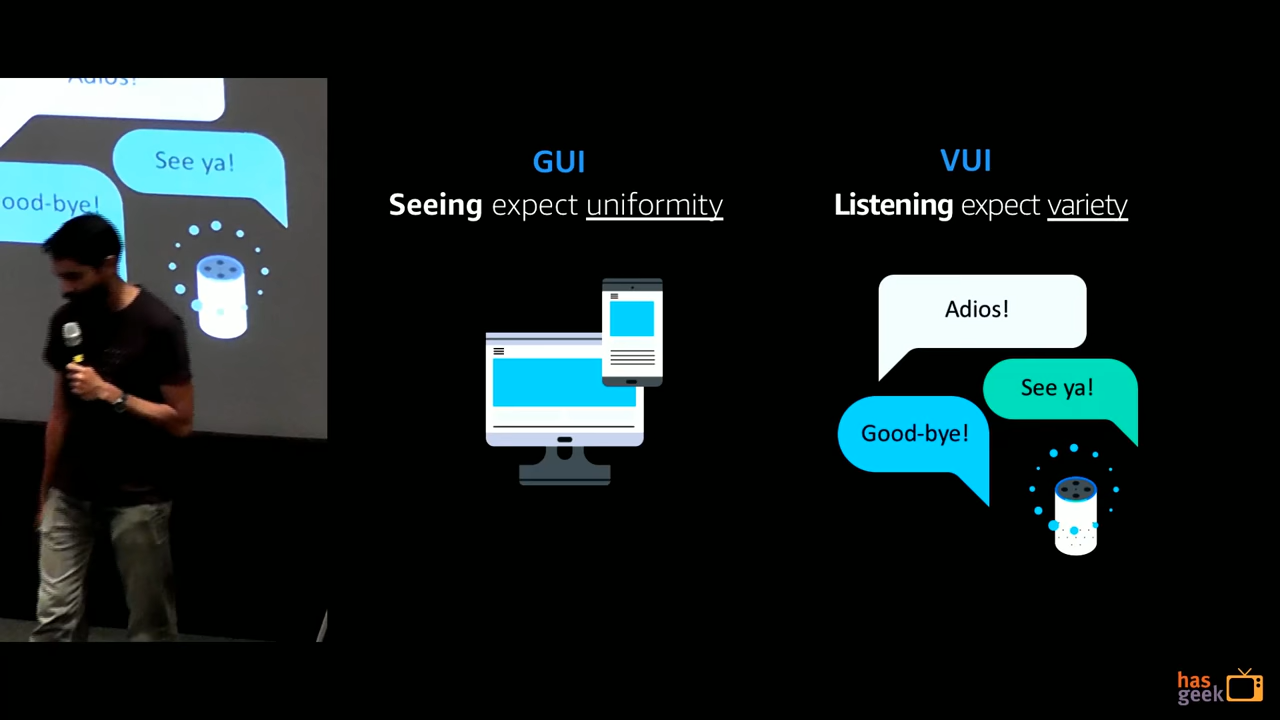 Adios!
See ya!
ood-bye!
GUI
Seeing expect uniformity
VUI
Listening expect variety
Adios!
See ya!
Good-bye!
has
geek